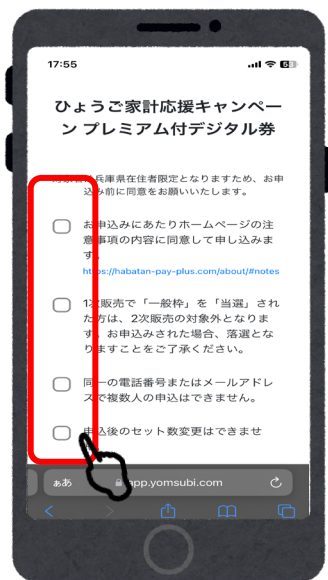 17:55
ひょうご家計応援キャンペー
ン プレミアム付デジタル券
兵庫県在住者限定となりますため、お申
込み前に同意をお願いいたします。
お申込みにあたりホームページの注
意事項の内容に同意して申し込みま
す。
https://habatan-pay-plus.com/about/#notes
1次販売で「一般枠」を「当選」され
た方は、2次販売の対象外となりま
す。お申込みされた場合、落選とな
りますことをご了承ください。
同一の電話番号またはメールアドレ
スで複数人の申込はできません。
申込後のセット数変更はできませ
ぁあ
app.yomsubi.com